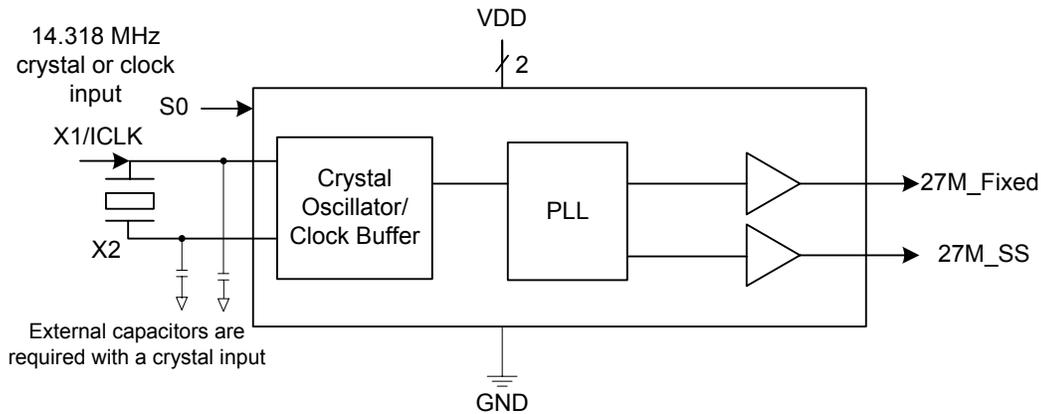 VDD
2
14.318 MHz
crystal or clock
input
S0
X1/ICLK
X2
Crystal
Oscillator/
Clock Buffer
PLL
27M_Fixed
27M_SS
External capacitors are
required with a crystal input
GND